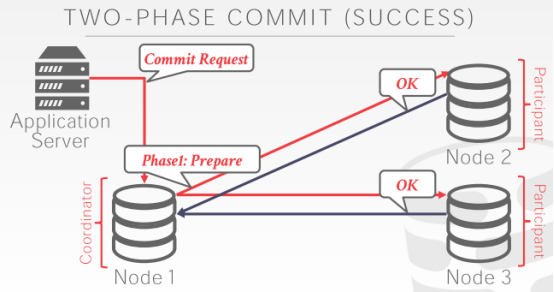 TWO-PHASE COMMIT (SUCCESS)
Commit Request
Application
Server
OK
Participant
Node 2
Phase1: Prepare
OK
Coordinator
Node 1
Participant
Node 3